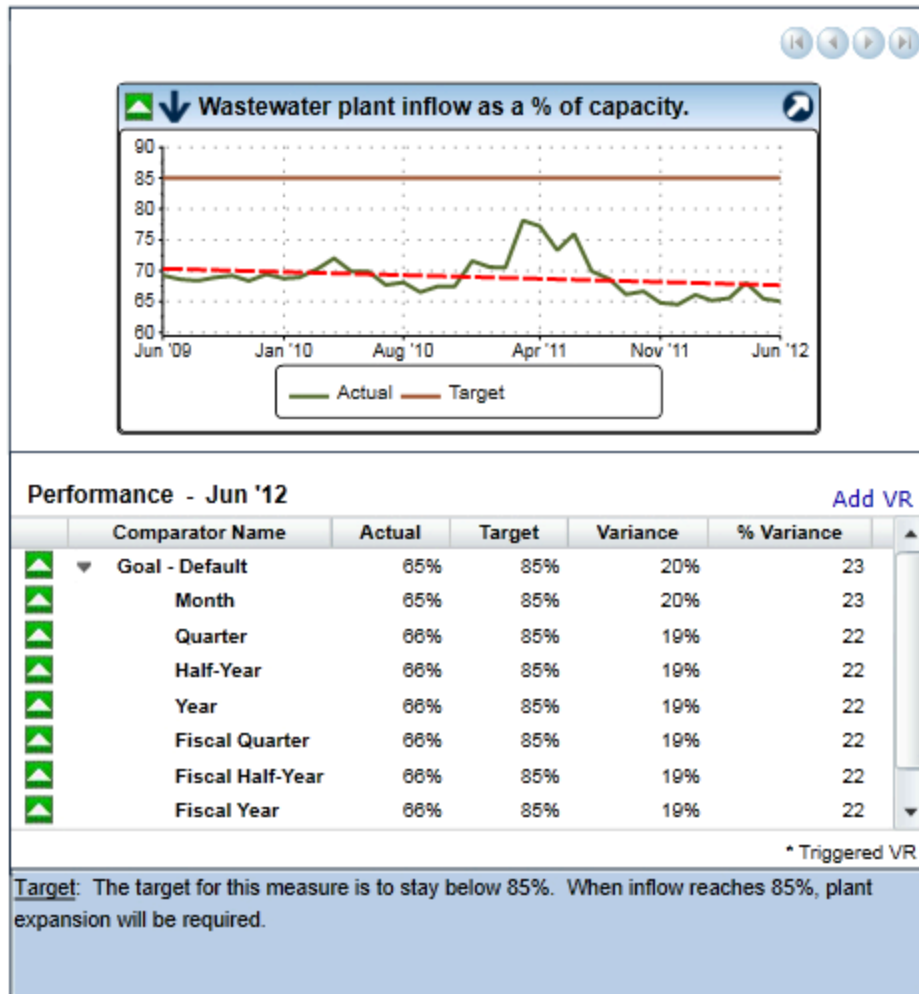 Wastewater plant inflow as a % of capacity.
90
85
80
75
70
65
60
Jun '09 Jan '10 Aug '10 Apr '11 Nov '11 Jun '12
Actual Target
Performance - Jun '12
Add VR
Comparator Name Actual Target Variance % Variance
Goal - Default 65% 85% 20% 23
Month 65% 85% 20% 23
Quarter 66% 85% 19% 22
Half-Year 66% 85% 19% 22
Year 66% 85% 19% 22
Fiscal Quarter 66% 85% 19% 22
Fiscal Half-Year 66% 85% 19% 22
Fiscal Year 66% 85% 19% 22
* Triggered VR
Target: The target for this measure is to stay below 85%. When inflow reaches 85%, plant
expansion will be required.